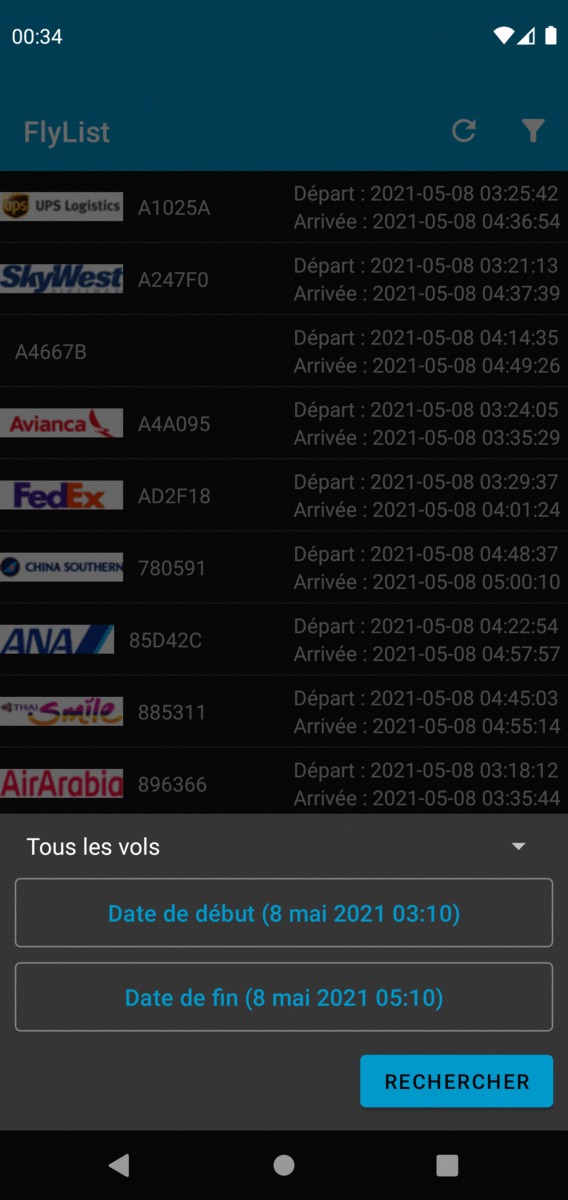 00:34
FlyList
ups UPS Logistics A1025A
Départ : 2021-05-08 03:25:42
Arrivée : 2021-05-08 04:36:54
SkyWest AIRLINES A247F0
Départ : 2021-05-08 03:21:13
Arrivée : 2021-05-08 04:37:39
A4667B
Départ : 2021-05-08 04:14:35
Arrivée : 2021-05-08 04:49:26
Avianca A4A095
Départ : 2021-05-08 03:24:05
Arrivée : 2021-05-08 03:35:29
FedEx AD2F18
Départ : 2021-05-08 03:29:37
Arrivée : 2021-05-08 04:01:24
CHINA SOUTHERN 780591
Départ : 2021-05-08 04:48:37
Arrivée : 2021-05-08 05:00:10
ANA 85D42C
Départ : 2021-05-08 04:22:54
Arrivée : 2021-05-08 04:57:57
THAI Smile 885311
Départ : 2021-05-08 04:45:03
Arrivée : 2021-05-08 04:55:14
AirArabia 896366
Départ : 2021-05-08 03:18:12
Arrivée : 2021-05-08 03:35:44
Tous les vols
Date de début (8 mai 2021 03:10)
Date de fin (8 mai 2021 05:10)
RECHERCHER